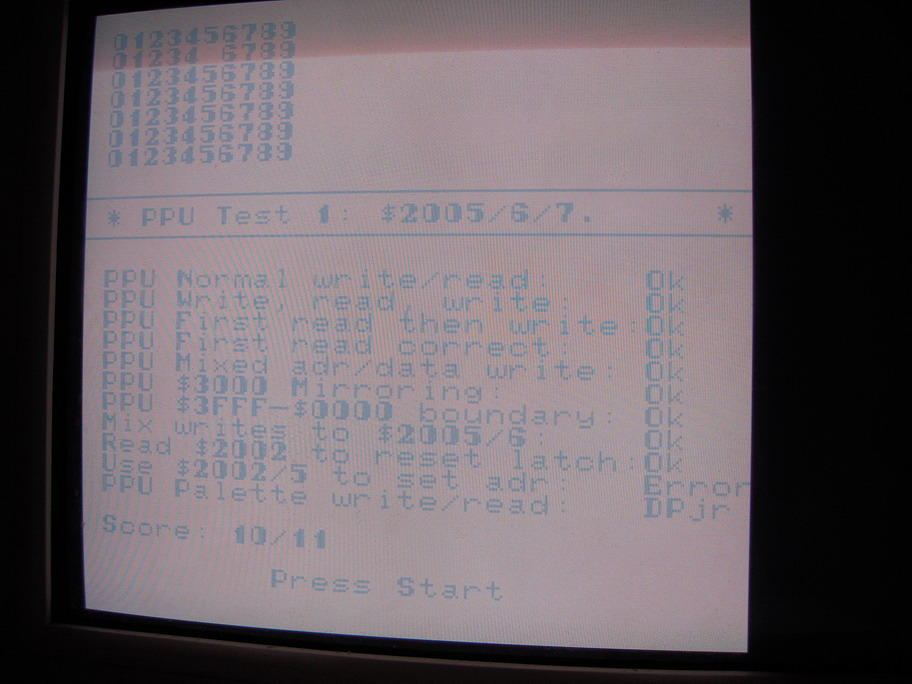 0123456789
01234 6789
0123456789
0123456789
0123456789
0123456789
0123456789
* PPU Test 1: $2005/6/7. *
PPU Normal write/read: Ok
PPU Write, read, write: Ok
PPU First read then write:Ok
PPU First read correct: Ok
PPU Mixed adr/data write: Ok
PPU $3000 Mirroring: Ok
PPU $3FFF-$0000 boundary: Ok
Mix writes to $2005/6: Ok
Read $2002 to reset latch:Ok
Use $2002/5 to set adr: Error
PPU Palette write/read: DPjr
Score: 10/11
Press Start